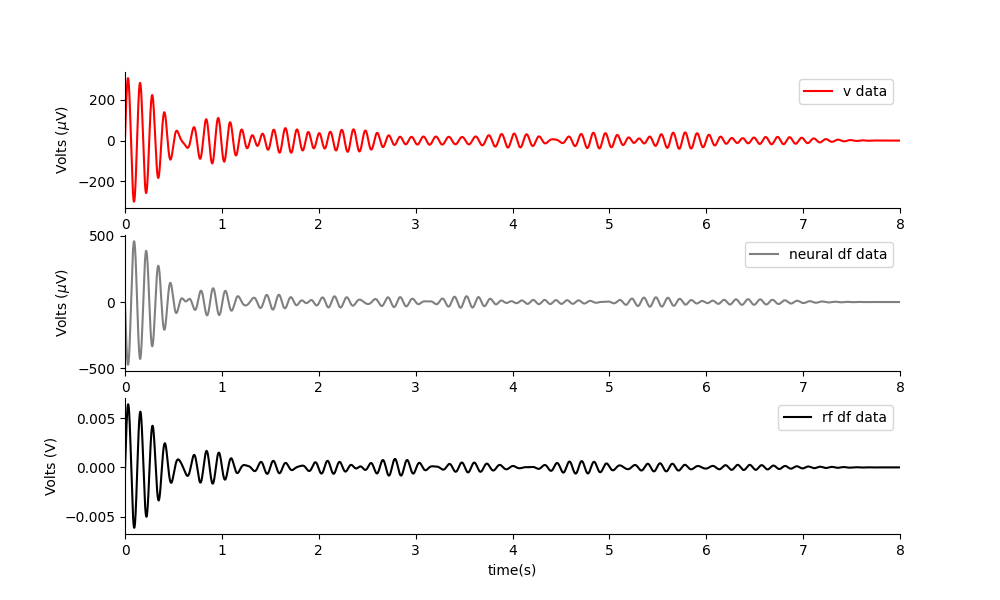 200
0
−200
Volts (μV)
v data
0 1 2 3 4 5 6 7 8
500
0
−500
Volts (μV)
neural df data
0 1 2 3 4 5 6 7 8
0.005
0.000
−0.005
Volts (V)
rf df data
0 1 2 3 4 5 6 7 8
time(s)